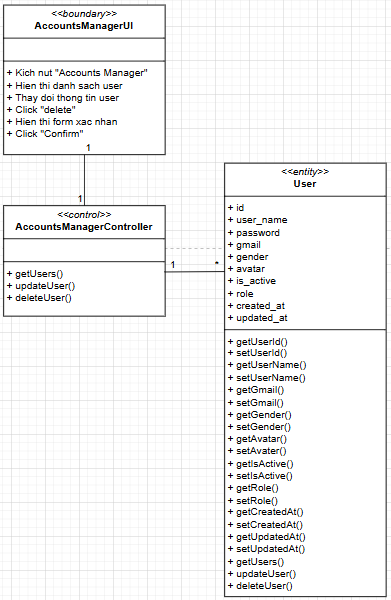 <<boundary>>
AccountsManagerUI
+ Kich nut "Accounts Manager"
+ Hien thi danh sach user
+ Thay doi thong tin user
+ Click "delete"
+ Hien thi form xac nhan
+ Click "Confirm"
1
1
<<control>>
AccountsManagerController
+ getUsers()
+ updateUser()
+ deleteUser()
1
*
<<entity>>
User
+ id
+ user_name
+ password
+ gmail
+ gender
+ avatar
+ is_active
+ role
+ created_at
+ updated_at
+ getUserId()
+ setUserId()
+ getUserName()
+ setUserName()
+ getGmail()
+ setGmail()
+ getGender()
+ setGender()
+ getAvatar()
+ setAvater()
+ getIsActive()
+ setIsActive()
+ getRole()
+ setRole()
+ getCreatedAt()
+ setCreatedAt()
+ getUpdatedAt()
+ setUpdatedAt()
+ getUsers()
+ updateUser()
+ deleteUser()